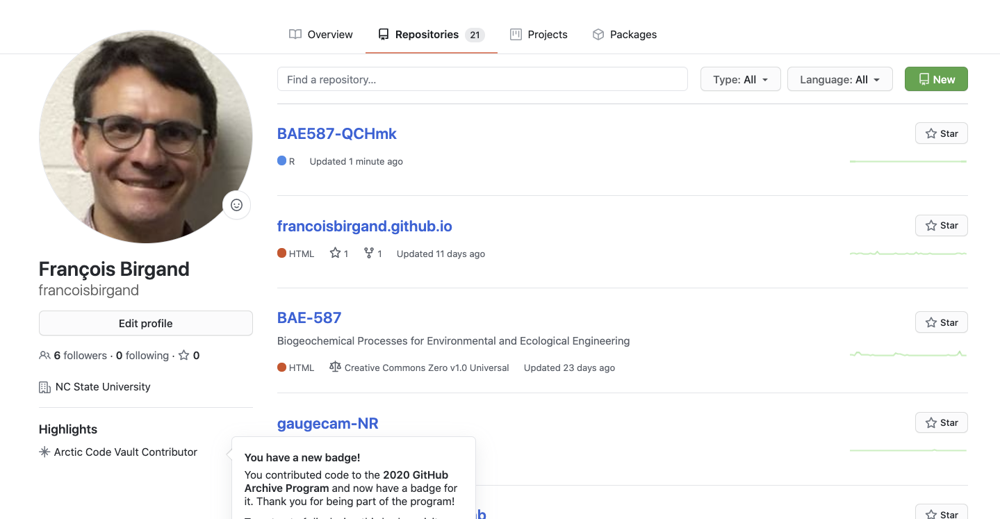 Overview
Repositories 21
Projects
Packages
Find a repository...
Type: All
Language: All
New
BAE587-QCHmk
Star
R Updated 1 minute ago
francoisbirgand.github.io
Star
HTML 1 1 Updated 11 days ago
BAE-587
Star
Biogeochemical Processes for Environmental and Ecological Engineering
HTML Creative Commons Zero v1.0 Universal Updated 23 days ago
gaugecam-NR
Star
Star
François Birgand
francoisbirgand
Edit profile
6 followers · 0 following · 0
NC State University
Highlights
Arctic Code Vault Contributor
You have a new badge!
You contributed code to the 2020 GitHub
Archive Program and now have a badge for
it. Thank you for being part of the program!